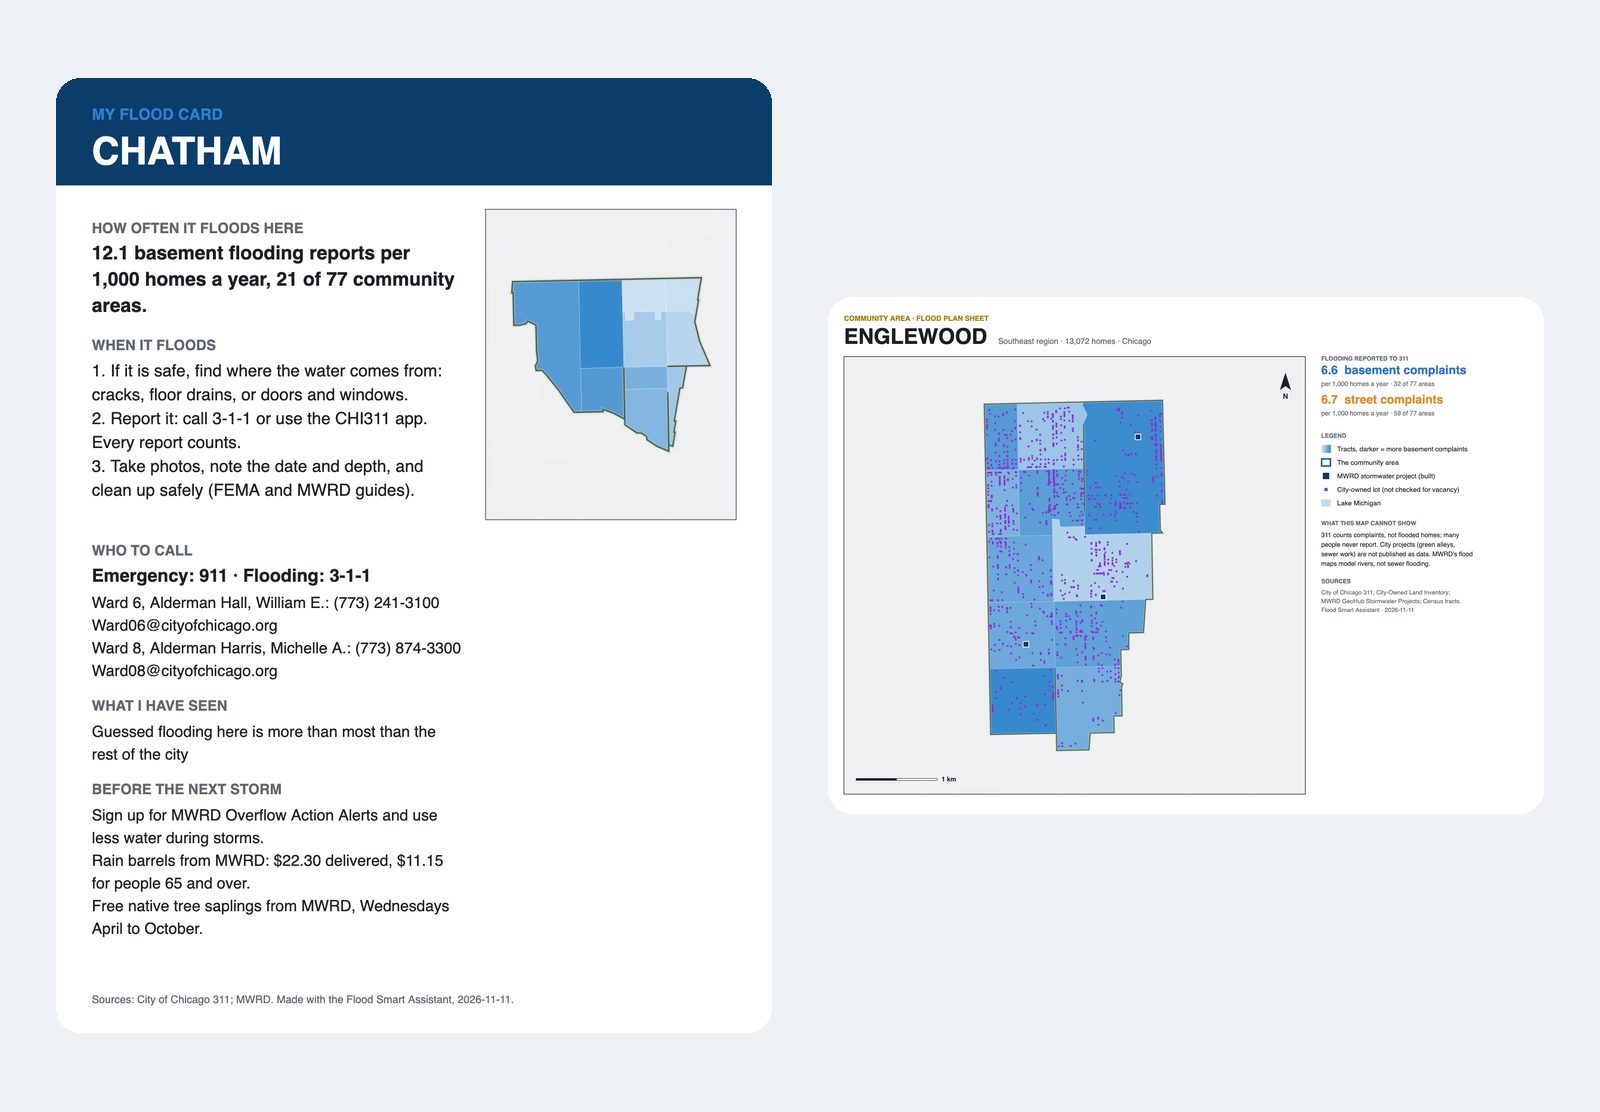 MY FLOOD CARD
CHATHAM
HOW OFTEN IT FLOODS HERE
12.1 basement flooding reports per
1,000 homes a year, 21 of 77 community
areas.
WHEN IT FLOODS
1. If it is safe, find where the water comes from:
cracks, floor drains, or doors and windows.
2. Report it: call 3-1-1 or use the CHI311 app.
Every report counts.
3. Take photos, note the date and depth, and
clean up safely (FEMA and MWRD guides).
WHO TO CALL
Emergency: 911 · Flooding: 3-1-1
Ward 6, Alderman Hall, William E.: (773) 241-3100
Ward06@cityofchicago.org
Ward 8, Alderman Harris, Michelle A.: (773) 874-3300
Ward08@cityofchicago.org
WHAT I HAVE SEEN
Guessed flooding here is more than most than the
rest of the city
BEFORE THE NEXT STORM
Sign up for MWRD Overflow Action Alerts and use
less water during storms.
Rain barrels from MWRD: $22.30 delivered, $11.15
for people 65 and over.
Free native tree saplings from MWRD, Wednesdays
April to October.
Sources: City of Chicago 311; MWRD. Made with the Flood Smart Assistant, 2026-11-11.
COMMUNITY AREA · FLOOD PLAN SHEET
ENGLEWOOD Southeast region · 13,072 homes · Chicago
N
1 km
FLOODING REPORTED TO 311
6.6 basement complaints
per 1,000 homes a year · 32 of 77 areas
6.7 street complaints
per 1,000 homes a year · 59 of 77 areas
LEGEND
Tracts, darker = more basement complaints
The community area
MWRD stormwater project (built)
City-owned lot (not checked for vacancy)
Lake Michigan
WHAT THIS MAP CANNOT SHOW
311 counts complaints, not flooded homes; many
people never report. City projects (green alleys,
sewer work) are not published as data. MWRD's flood
maps model rivers, not sewer flooding.
SOURCES
City of Chicago 311; City-Owned Land Inventory;
MWRD GeoHub Stormwater Projects; Census tracts.
Flood Smart Assistant · 2026-11-11